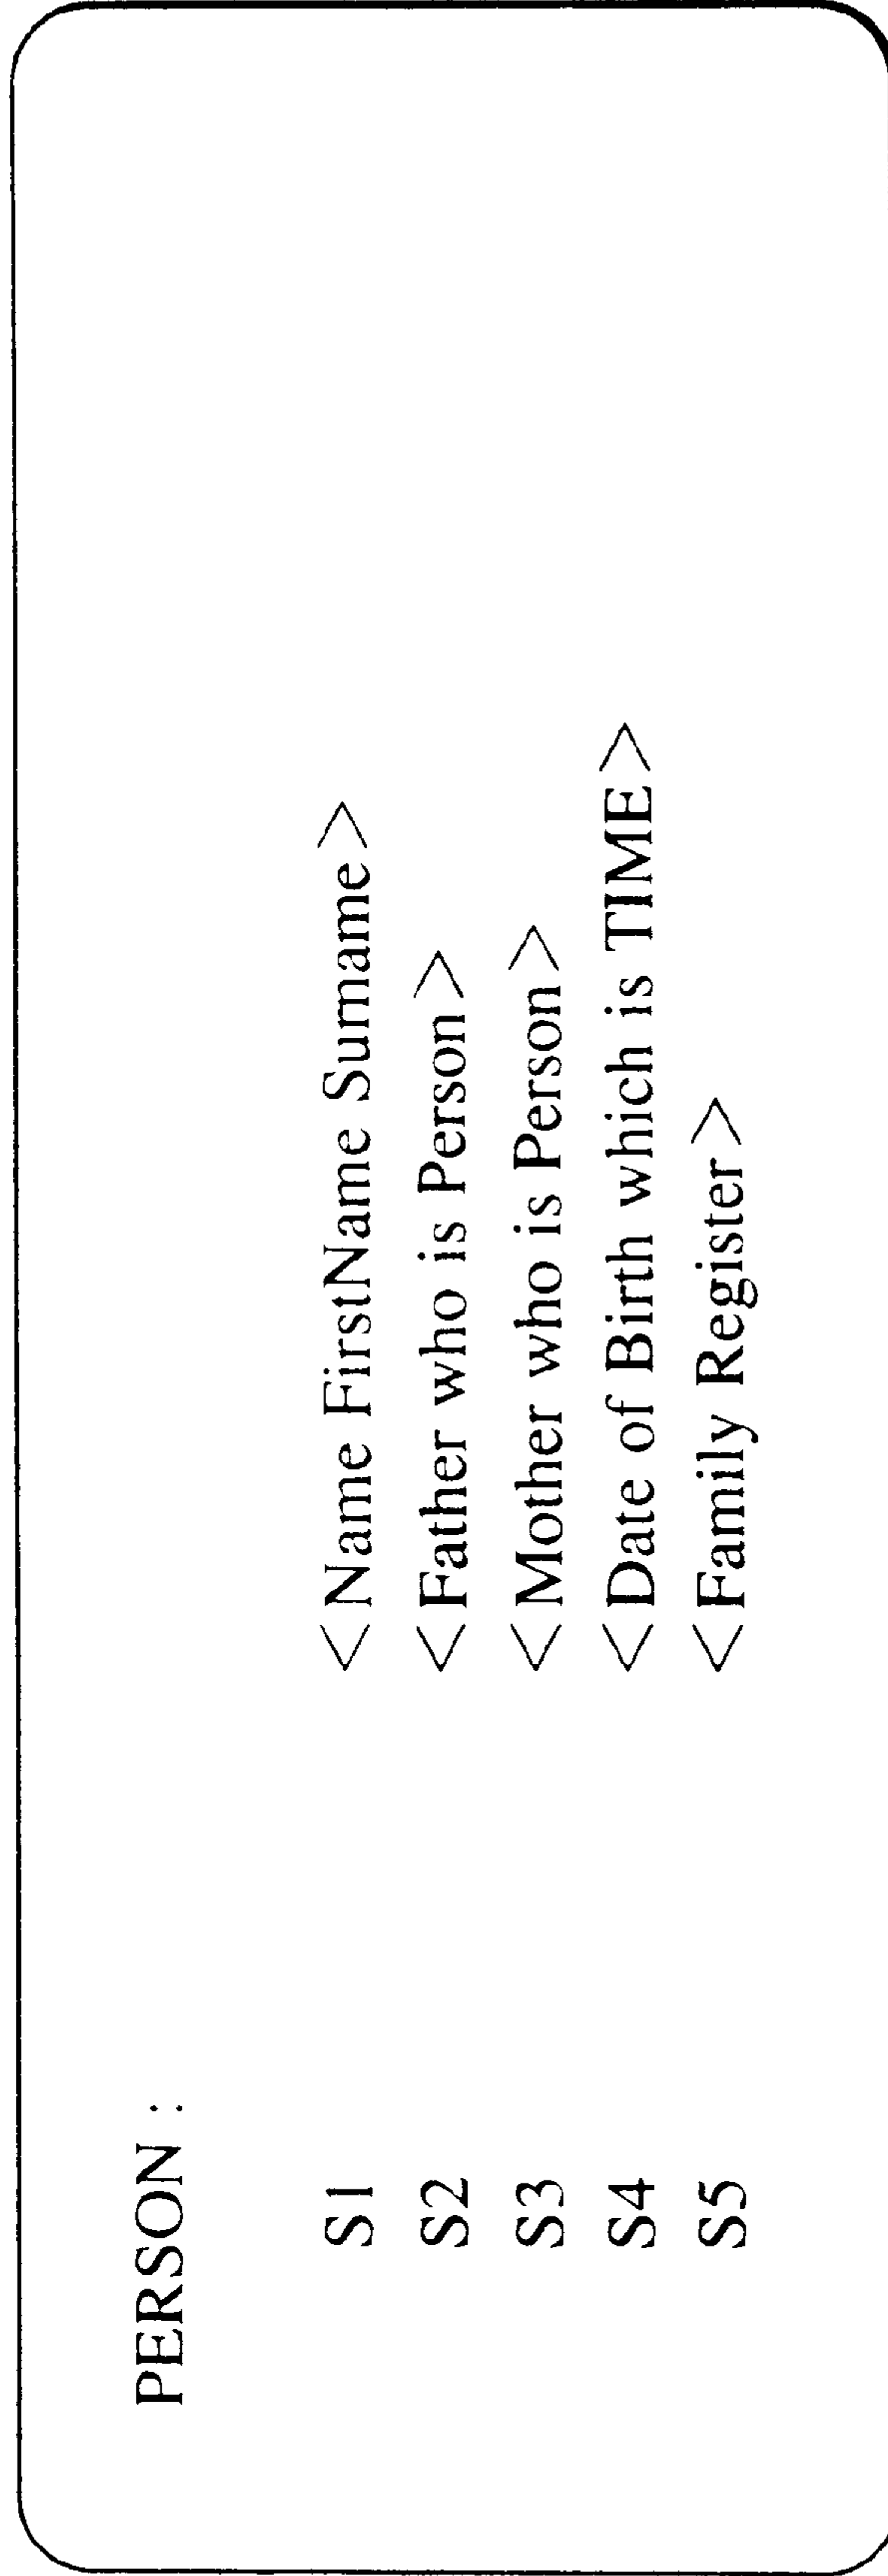 PERSON :
S1 <Name FirstName Surname>
S2 <Father who is Person>
S3 <Mother who is Person>
S4 <Date of Birth which is TIME>
S5 <Family Register>